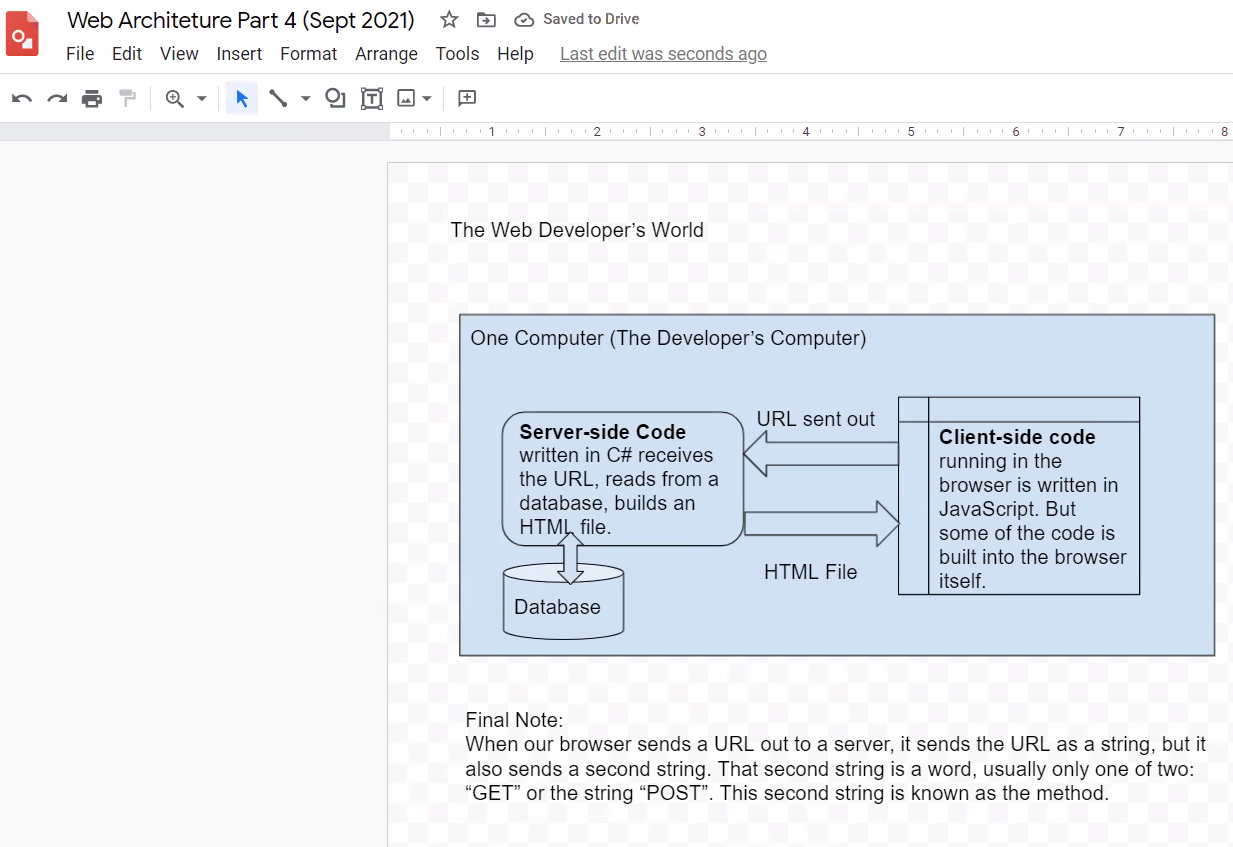 Web Architeture Part 4 (Sept 2021)
Saved to Drive
File Edit View Insert Format Arrange Tools Help Last edit was seconds ago
1 2 3 4 5 6 7 8
The Web Developer’s World
One Computer (The Developer’s Computer)
Server-side Code
written in C# receives
the URL, reads from a
database, builds an
HTML file.
Database
URL sent out
HTML File
Client-side code
running in the
browser is written in
JavaScript. But
some of the code is
built into the browser
itself.
Final Note:
When our browser sends a URL out to a server, it sends the URL as a string, but it
also sends a second string. That second string is a word, usually only one of two:
“GET” or the string “POST”. This second string is known as the method.